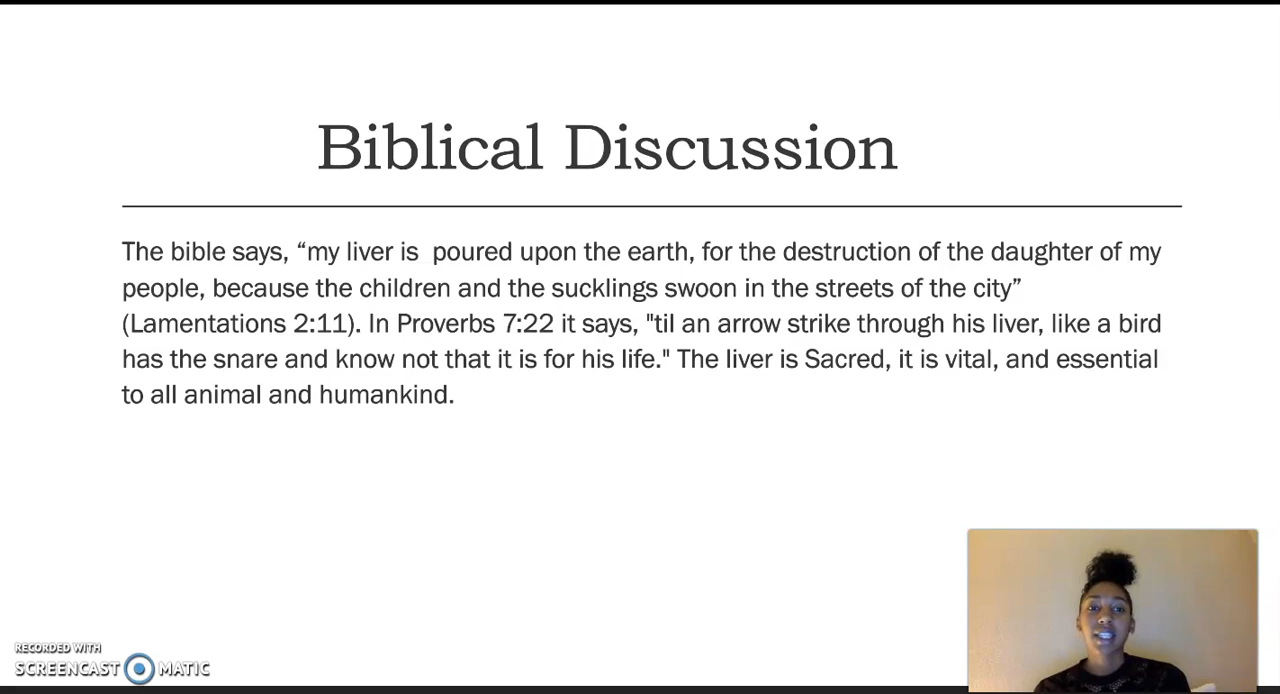 Biblical Discussion
The bible says, “my liver is  poured upon the earth, for the destruction of the daughter of my
people, because the children and the sucklings swoon in the streets of the city”
(Lamentations 2:11). In Proverbs 7:22 it says, "til an arrow strike through his liver, like a bird
has the snare and know not that it is for his life." The liver is Sacred, it is vital, and essential
to all animal and humankind.
RECORDED WITH
SCREENCAST MATIC